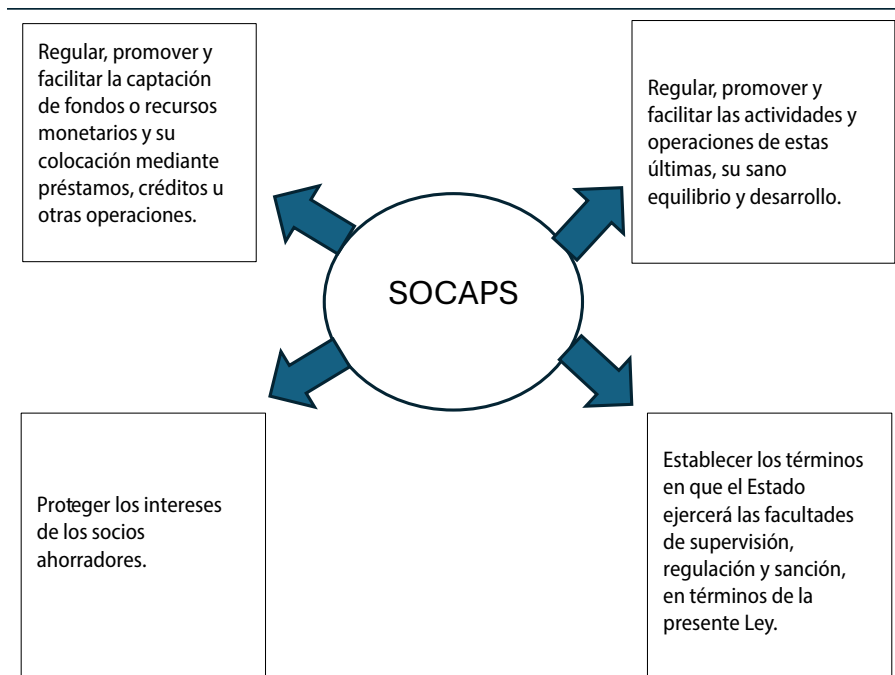 Regular, promover y
facilitar la captación
de fondos o recursos
monetarios y su
colocación mediante
préstamos, créditos u
otras operaciones.
Regular, promover y
facilitar las actividades y
operaciones de estas
últimas, su sano
equilibrio y desarrollo.
SOCAPS
Proteger los intereses
de los socios
ahorradores.
Establecer los términos
en que el Estado
ejercerá las facultades
de supervisión,
regulación y sanción,
en términos de la
presente Ley.